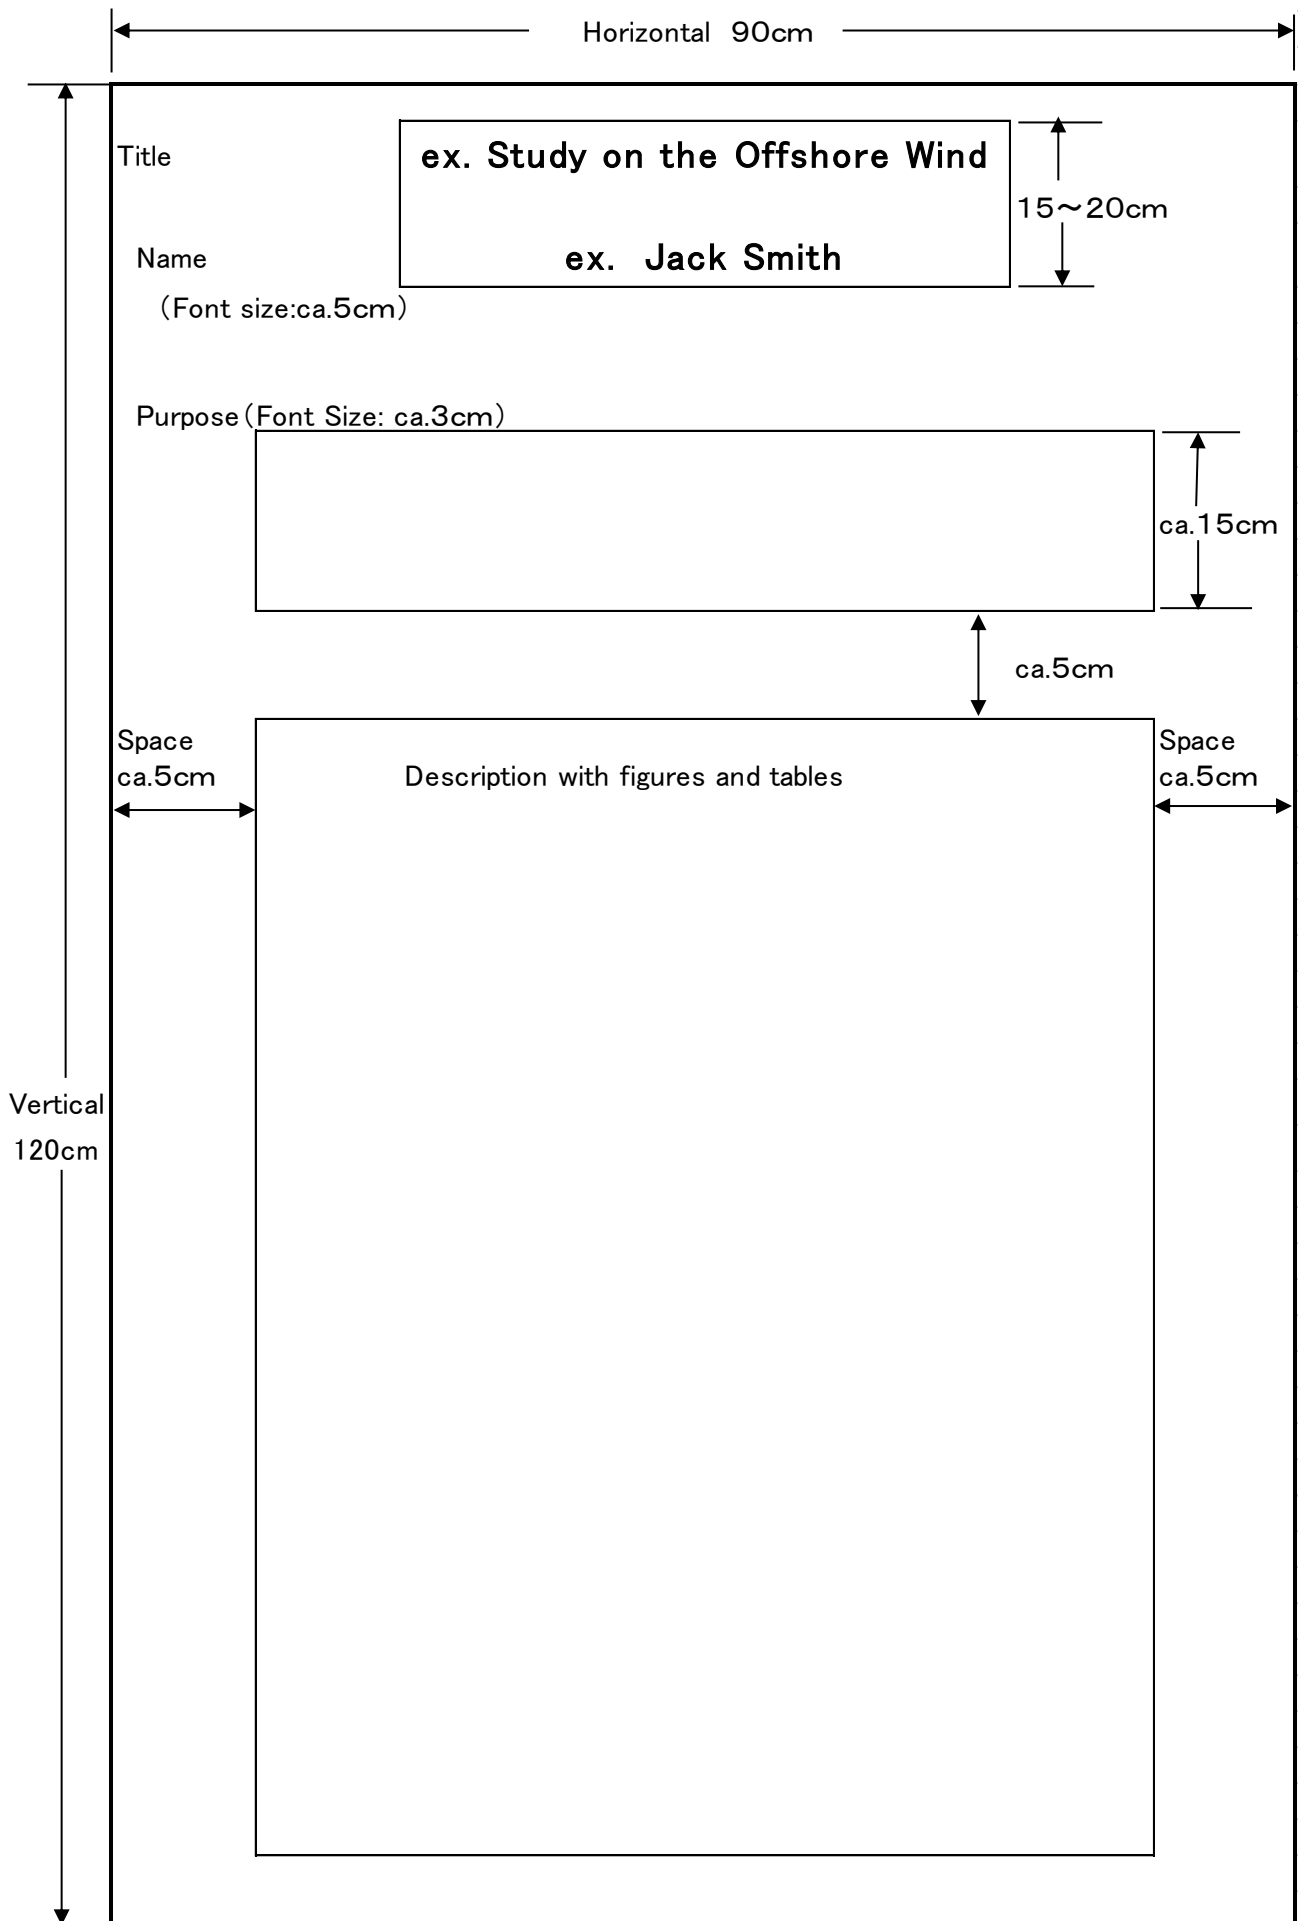 Horizontal　90cm
Title
ex. Study on the Offshore Wind
15～20cm
Name
ex.　Jack Smith
（Font size:ca.5cm）
Purpose（Font Size: ca.3cm）
ca.15cm
ca.5cm
Space
ca.5cm
Description with figures and tables
Space
ca.5cm
Vertical
120cm